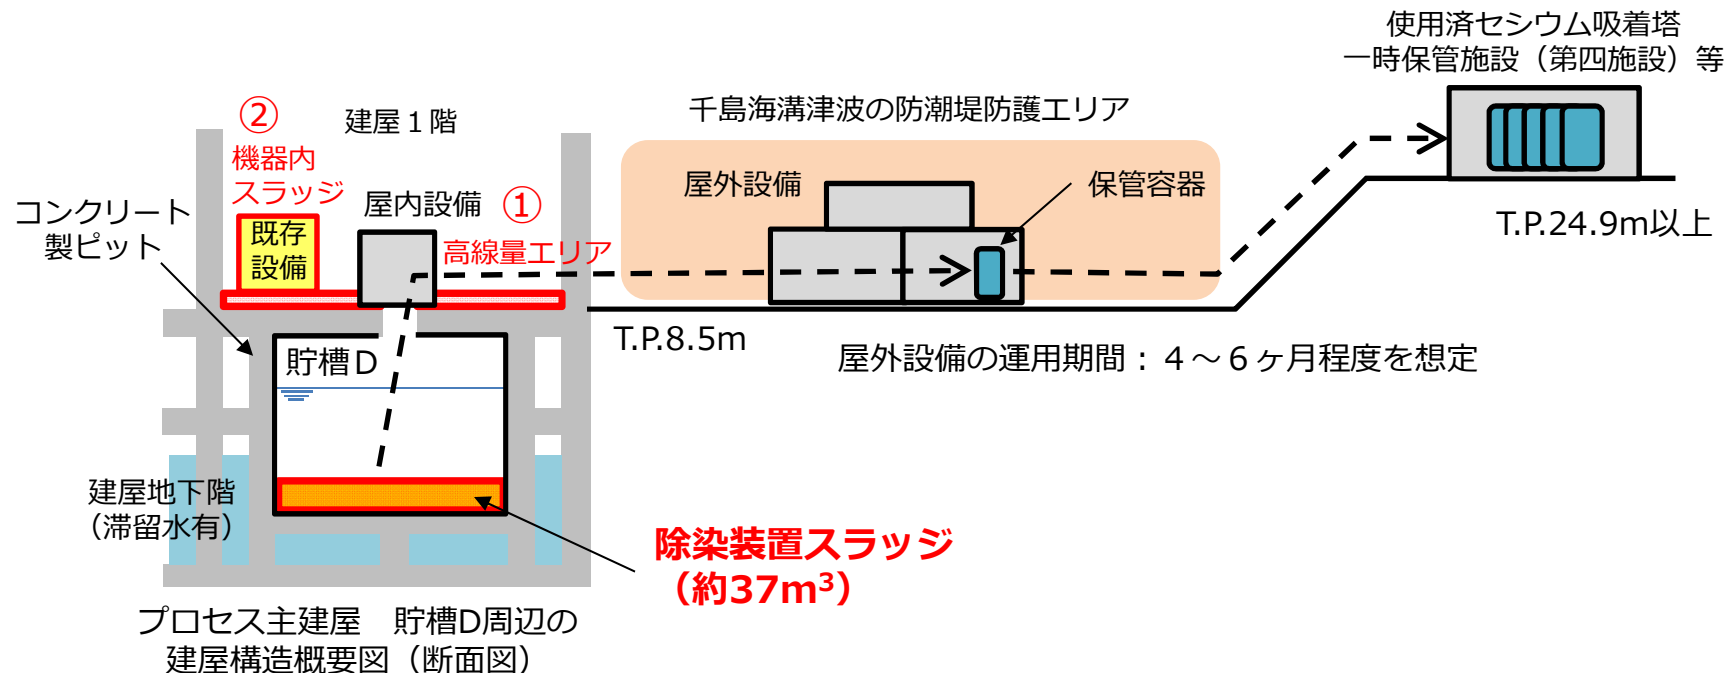 使用済セシウム吸着塔
一時保管施設（第四施設）等
千島海溝津波の防潮堤防護エリア
②
建屋１階
機器内
スラッジ
屋内設備
①
屋外設備
保管容器
コンクリート
製ピット
既存
設備
高線量エリア
T.P.24.9m以上
T.P.8.5m
貯槽Ｄ
屋外設備の運用期間：４～６ヶ月程度を想定
建屋地下階
（滞留水有）
除染装置スラッジ
（約37m³）
プロセス主建屋　貯槽D周辺の
建屋構造概要図（断面図）